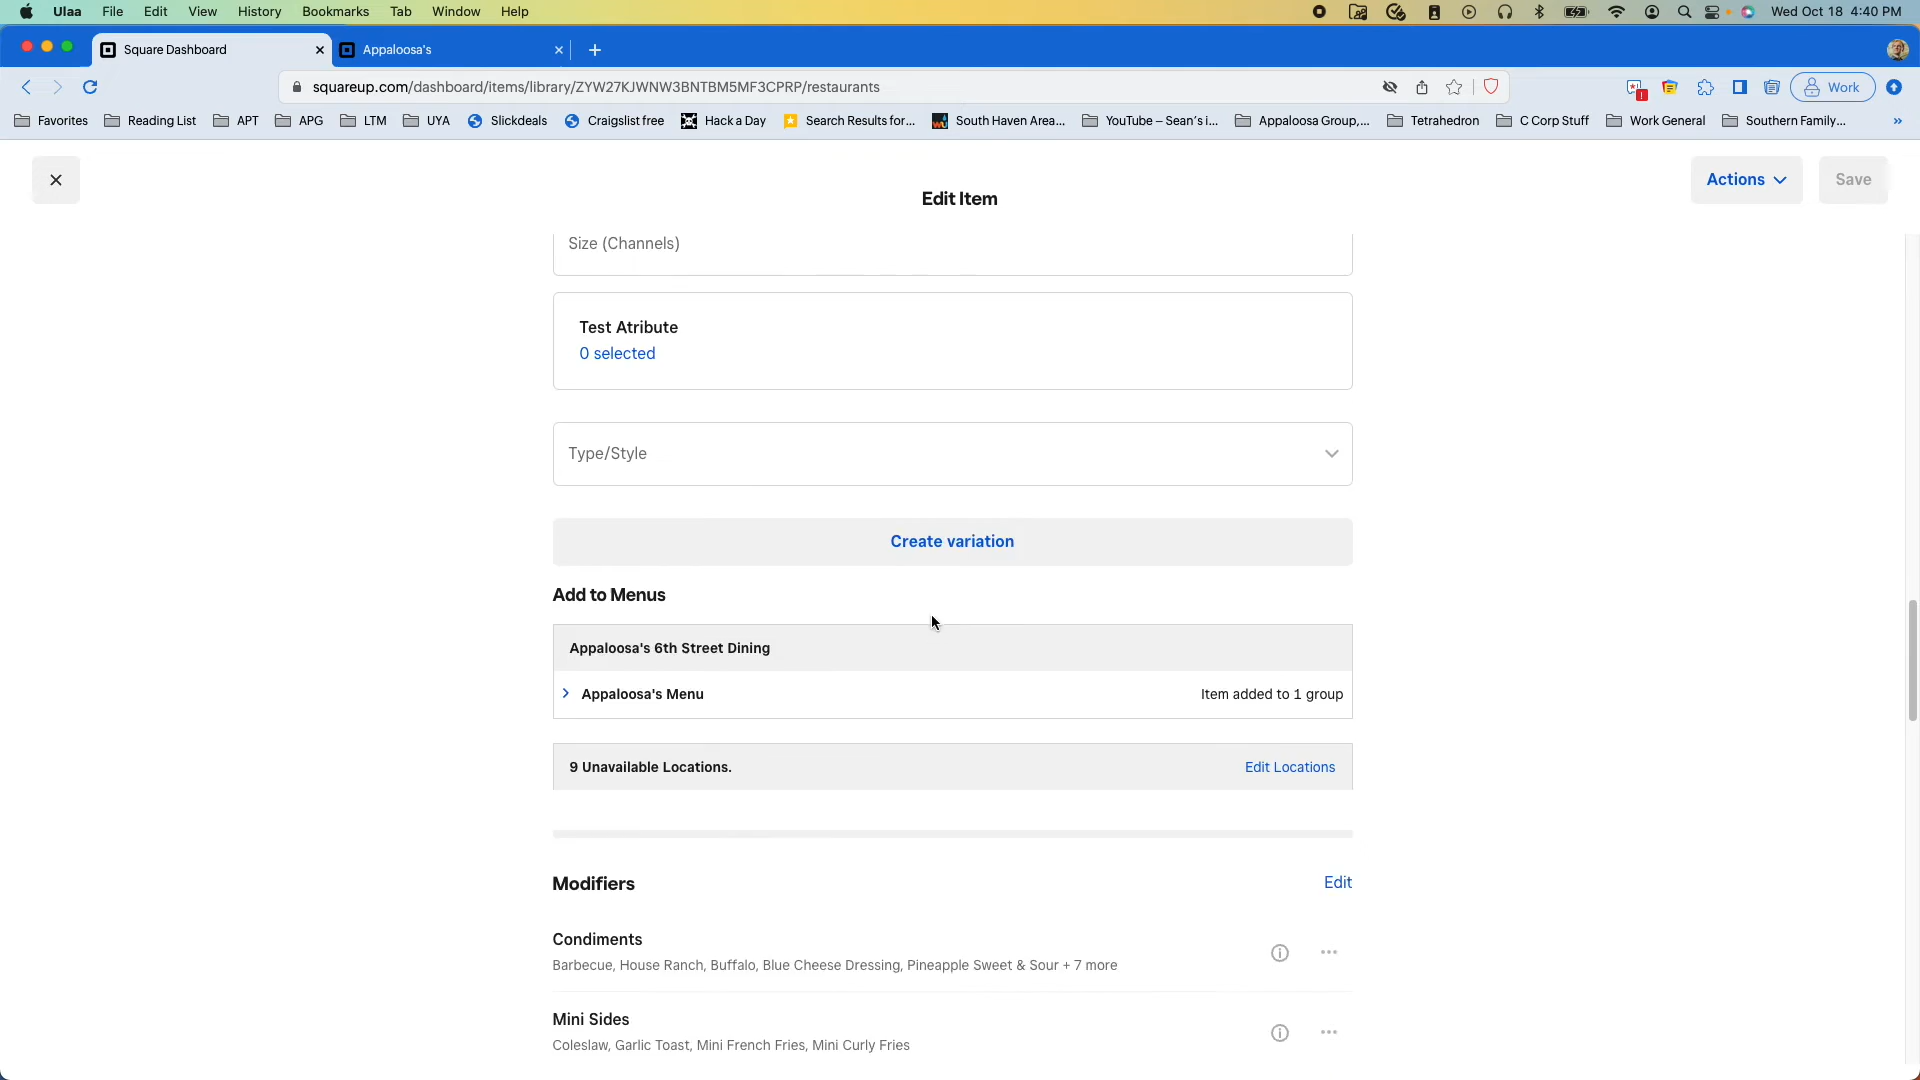 Ulaa File Edit View History Bookmarks Tab Window Help Wed Oct 18 4:40 PM
Square Dashboard Appaloosa's
squareup.com/dashboard/items/library/ZYW27KJWNW3BNTBM5MF3CPRP/restaurants Work
Favorites Reading List APT APG LTM UYA Slickdeals Craigslist free Hack a Day Search Results for... South Haven Area... YouTube – Sean's i... Appaloosa Group,... Tetrahedron C Corp Stuff Work General Southern Family... »
Actions Save
Edit Item
Size (Channels)
Test Atribute
0 selected
Type/Style
Create variation
Add to Menus
Appaloosa's 6th Street Dining
Appaloosa's Menu Item added to 1 group
9 Unavailable Locations. Edit Locations
Modifiers Edit
Condiments
Barbecue, House Ranch, Buffalo, Blue Cheese Dressing, Pineapple Sweet & Sour + 7 more
Mini Sides
Coleslaw, Garlic Toast, Mini French Fries, Mini Curly Fries